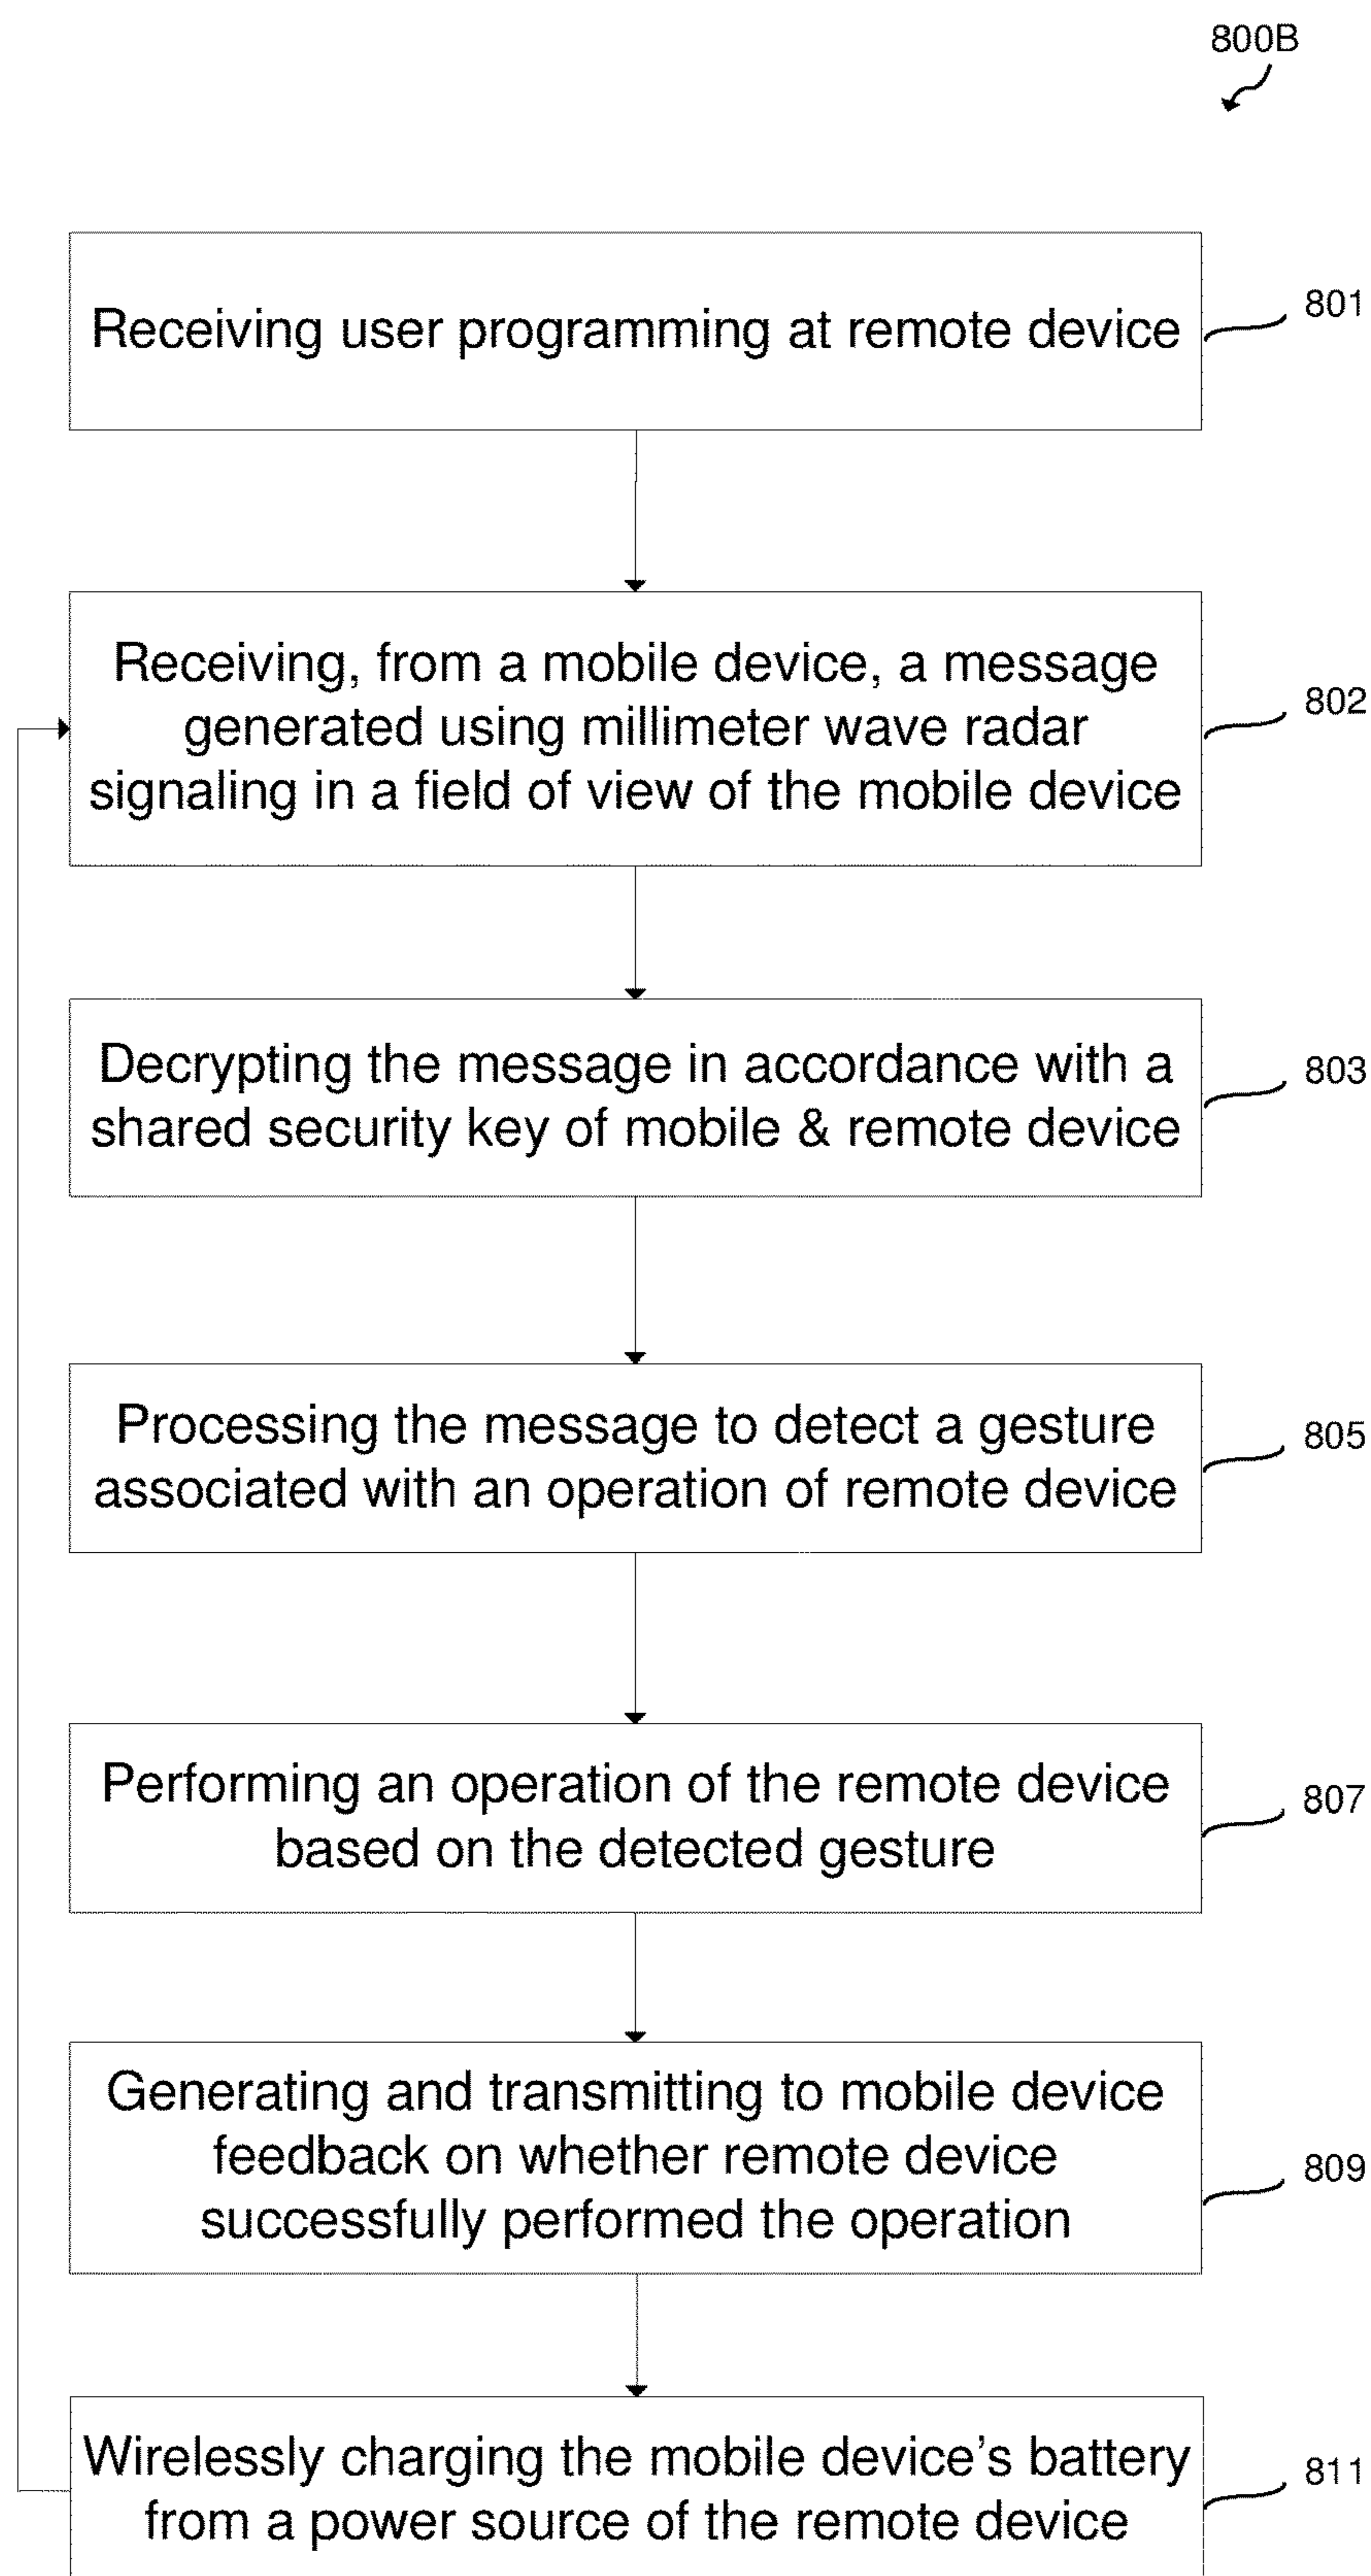 800B
Receiving user programming at remote device
801
Receiving, from a mobile device, a message
generated using millimeter wave radar
signaling in a field of view of the mobile device
802
Decrypting the message in accordance with a
shared security key of mobile & remote device
803
Processing the message to detect a gesture
associated with an operation of remote device
805
Performing an operation of the remote device
based on the detected gesture
807
Generating and transmitting to mobile device
feedback on whether remote device
successfully performed the operation
809
Wirelessly charging the mobile device’s battery
from a power source of the remote device
811